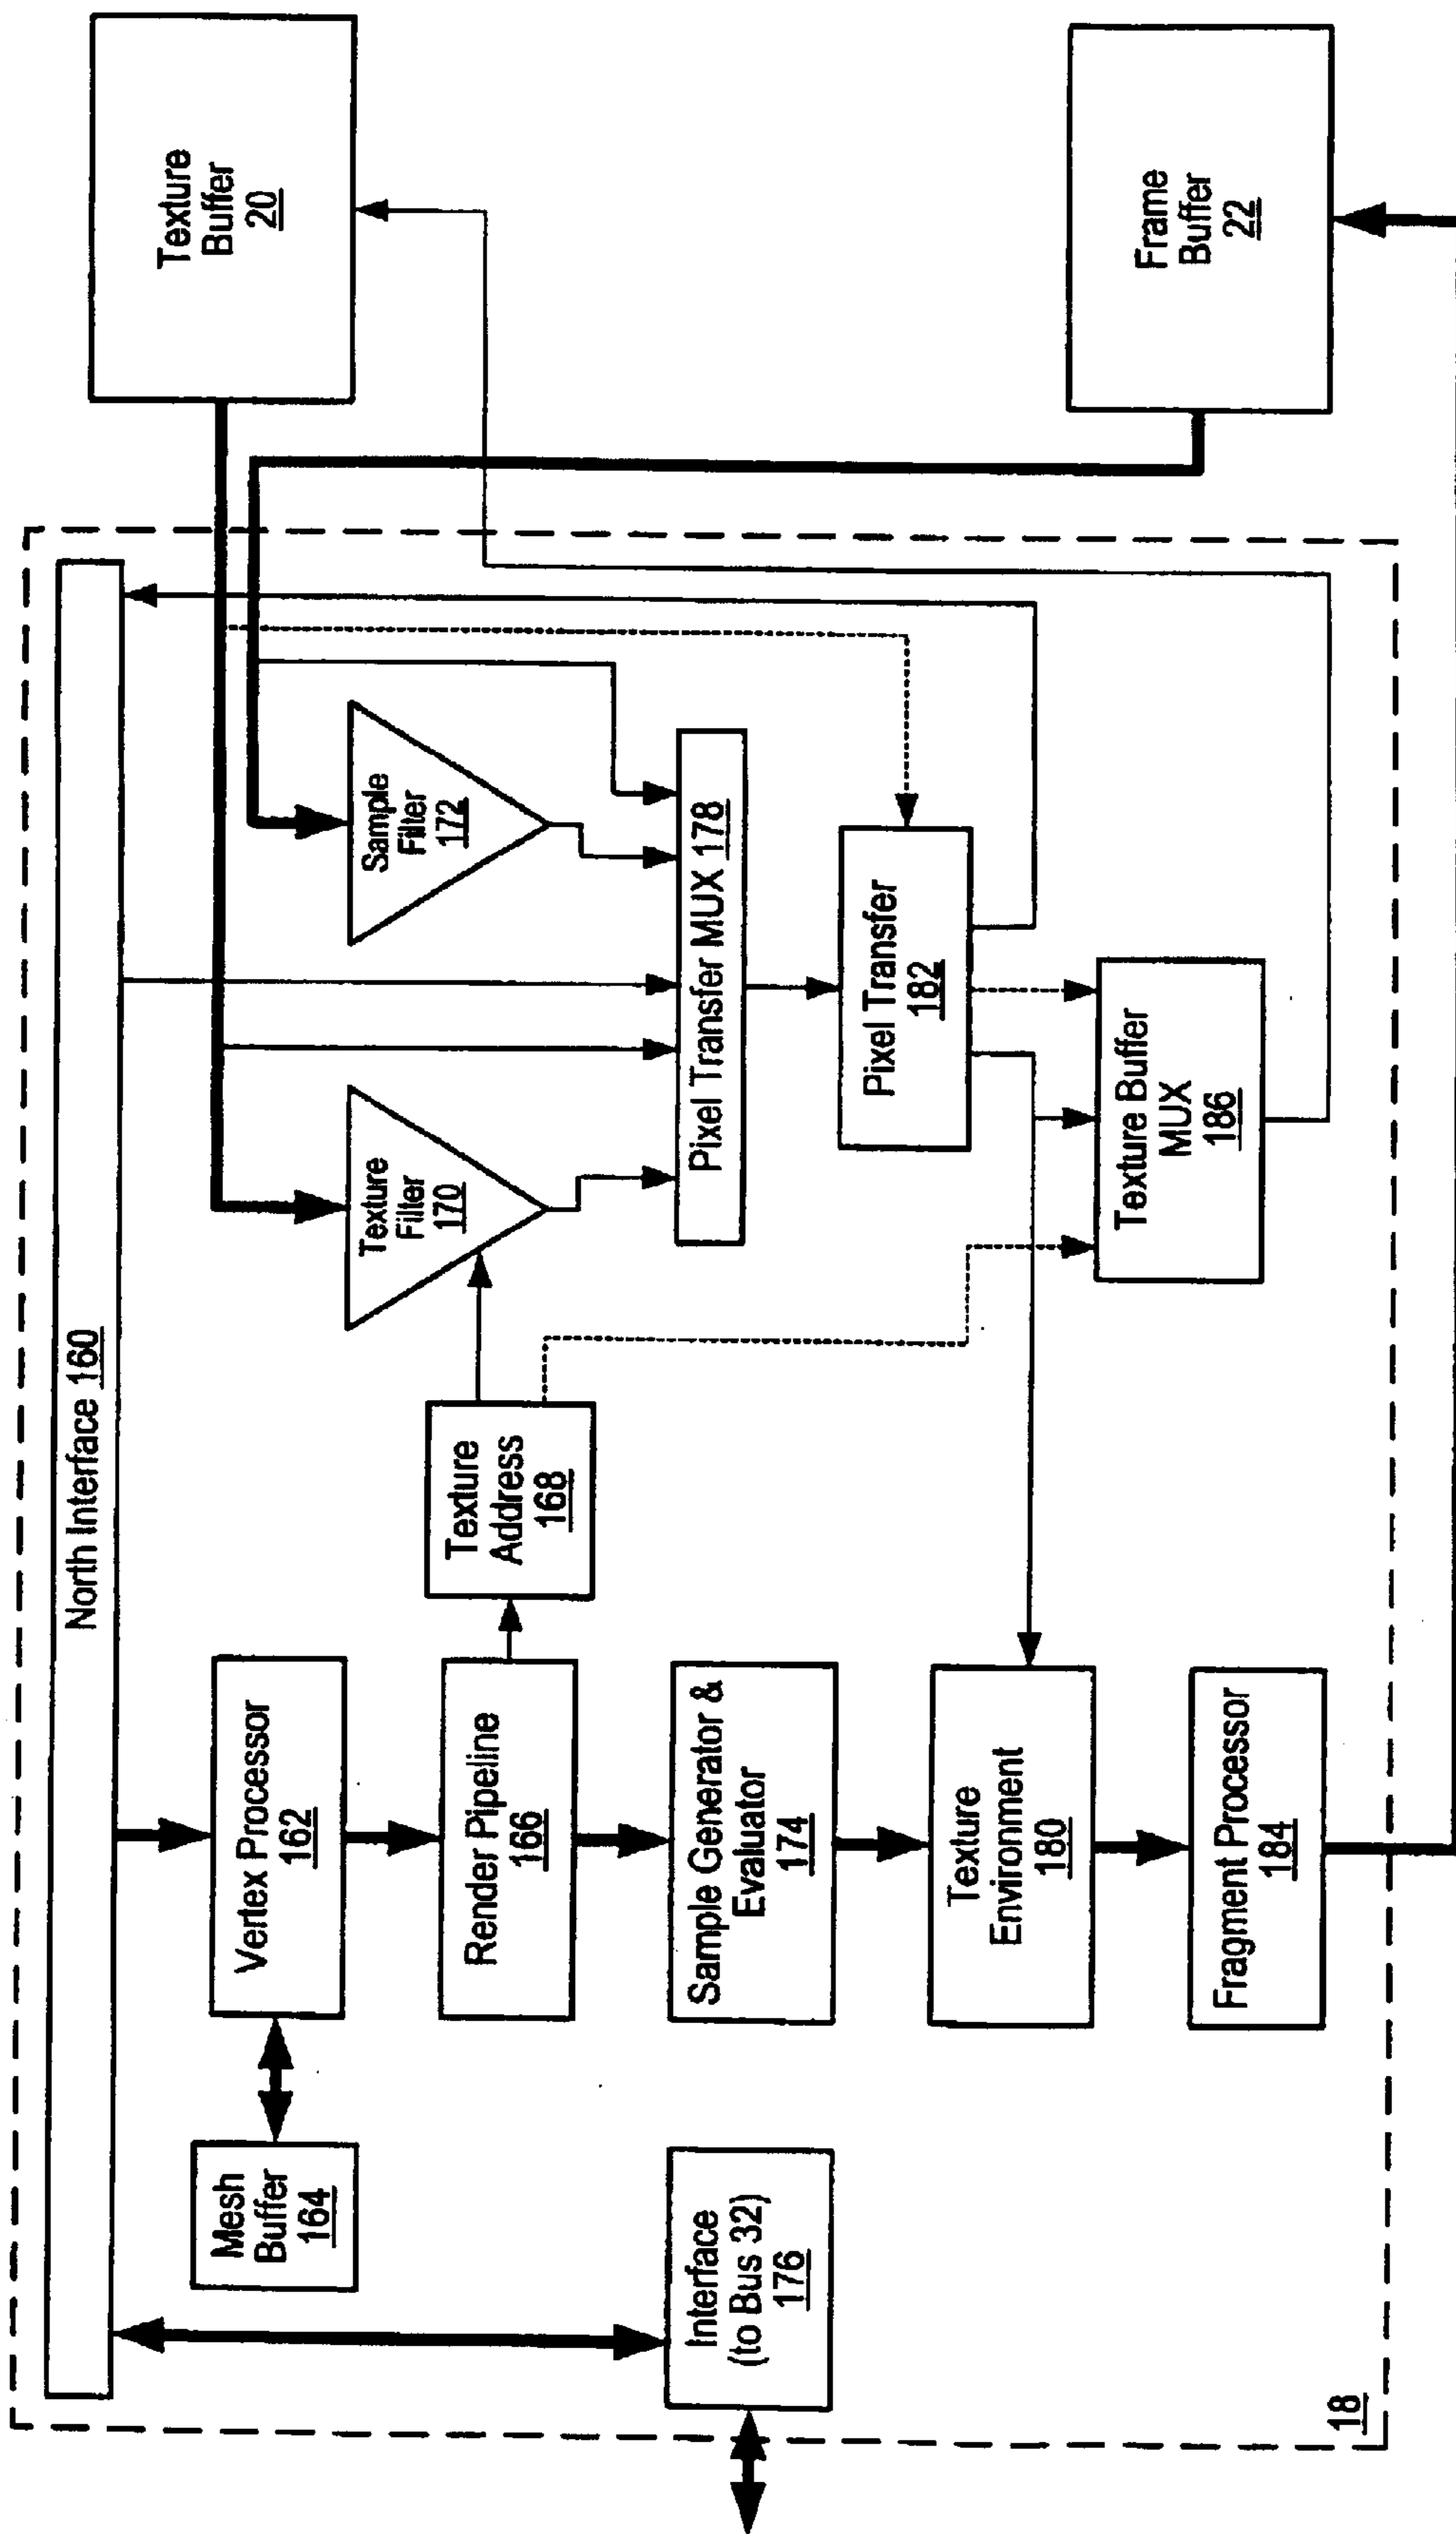 North Interface 160
Mesh
Buffer
164
Vertex Processor
162
Render Pipeline
166
Texture
Address
168
Texture
Filter
170
Sample
Filter
172
Texture
Buffer
20
Interface
(to Bus 32)
176
Sample Generator &
Evaluator
174
Pixel Transfer MUX 178
Texture
Environment
180
Pixel Transfer
182
Fragment Processor
184
Texture Buffer
MUX
186
Frame
Buffer
22
18